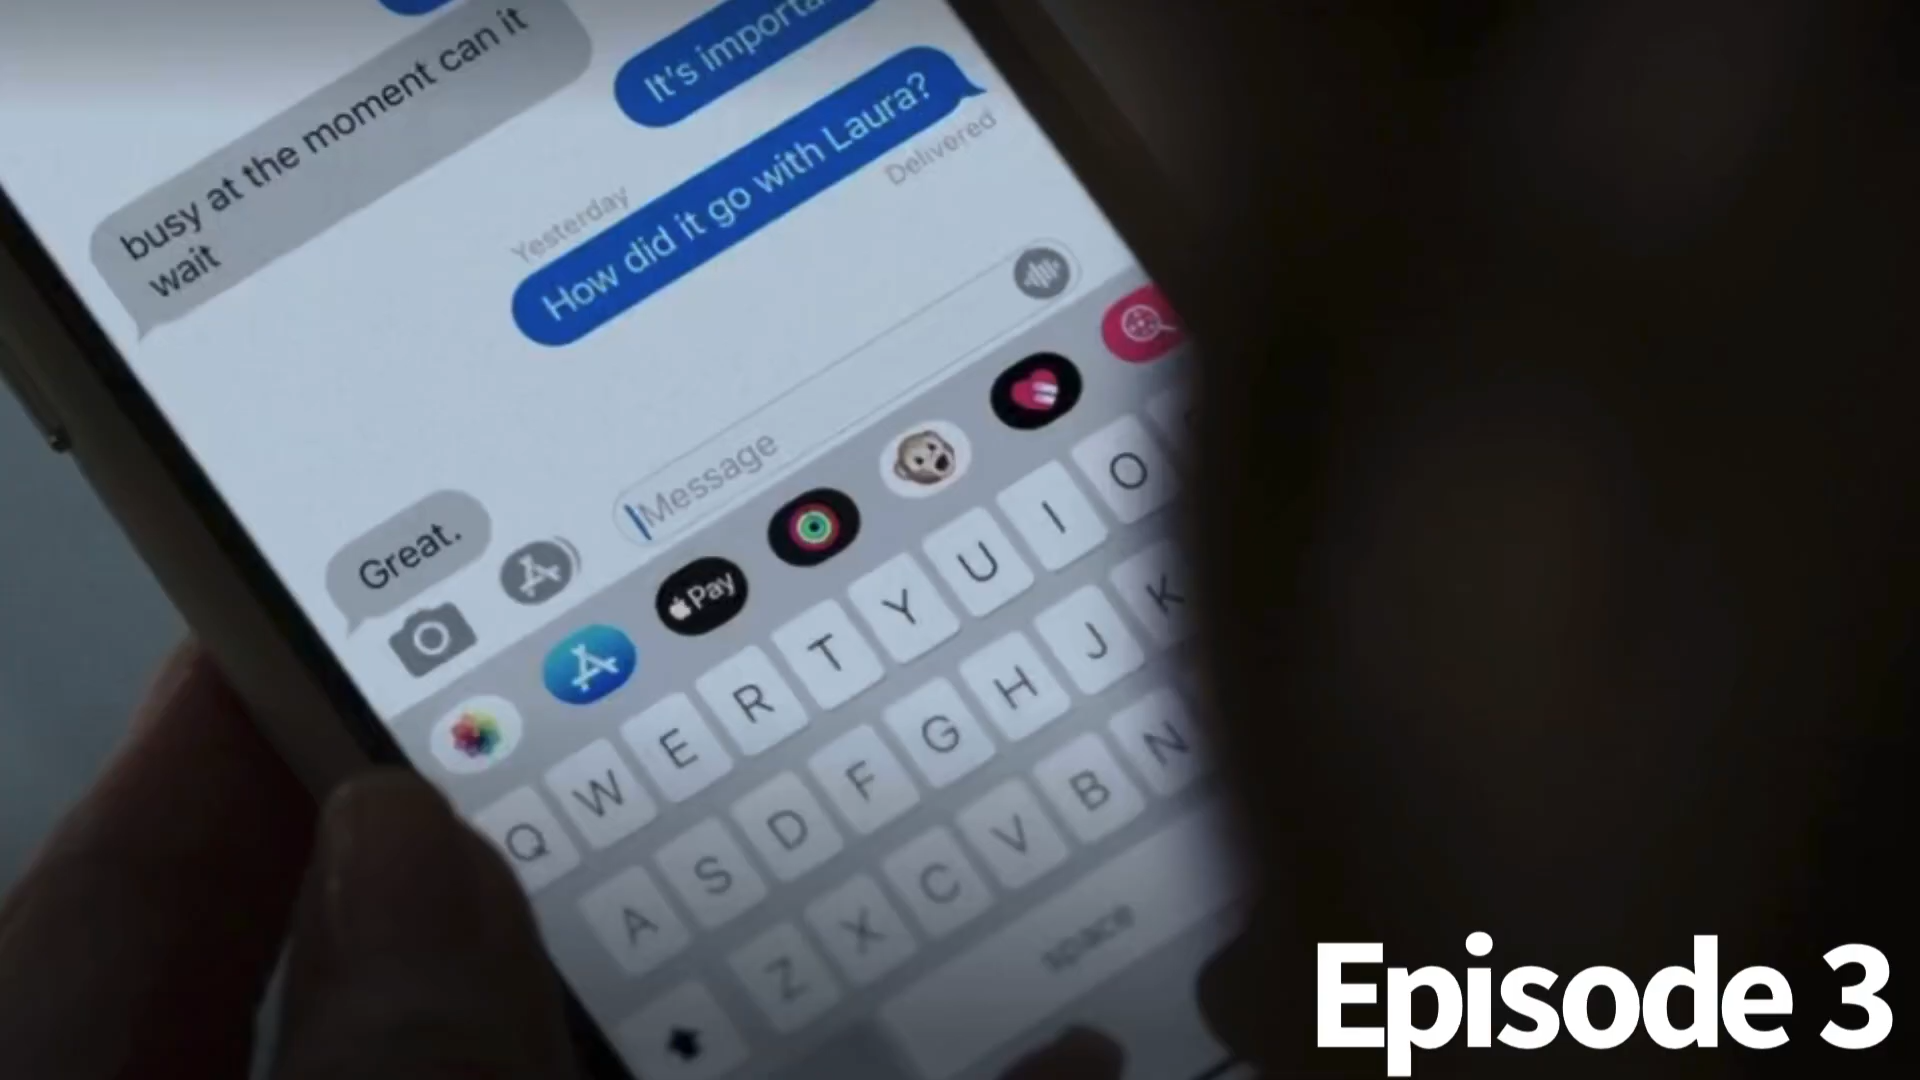 It's importa
busy at the moment can it
wait
Yesterday
How did it go with Laura?
Delivered
Great.
Message
Pay
Q W E R T Y U I O
A S D F G H J K
Z X C V B N
space
Episode 3